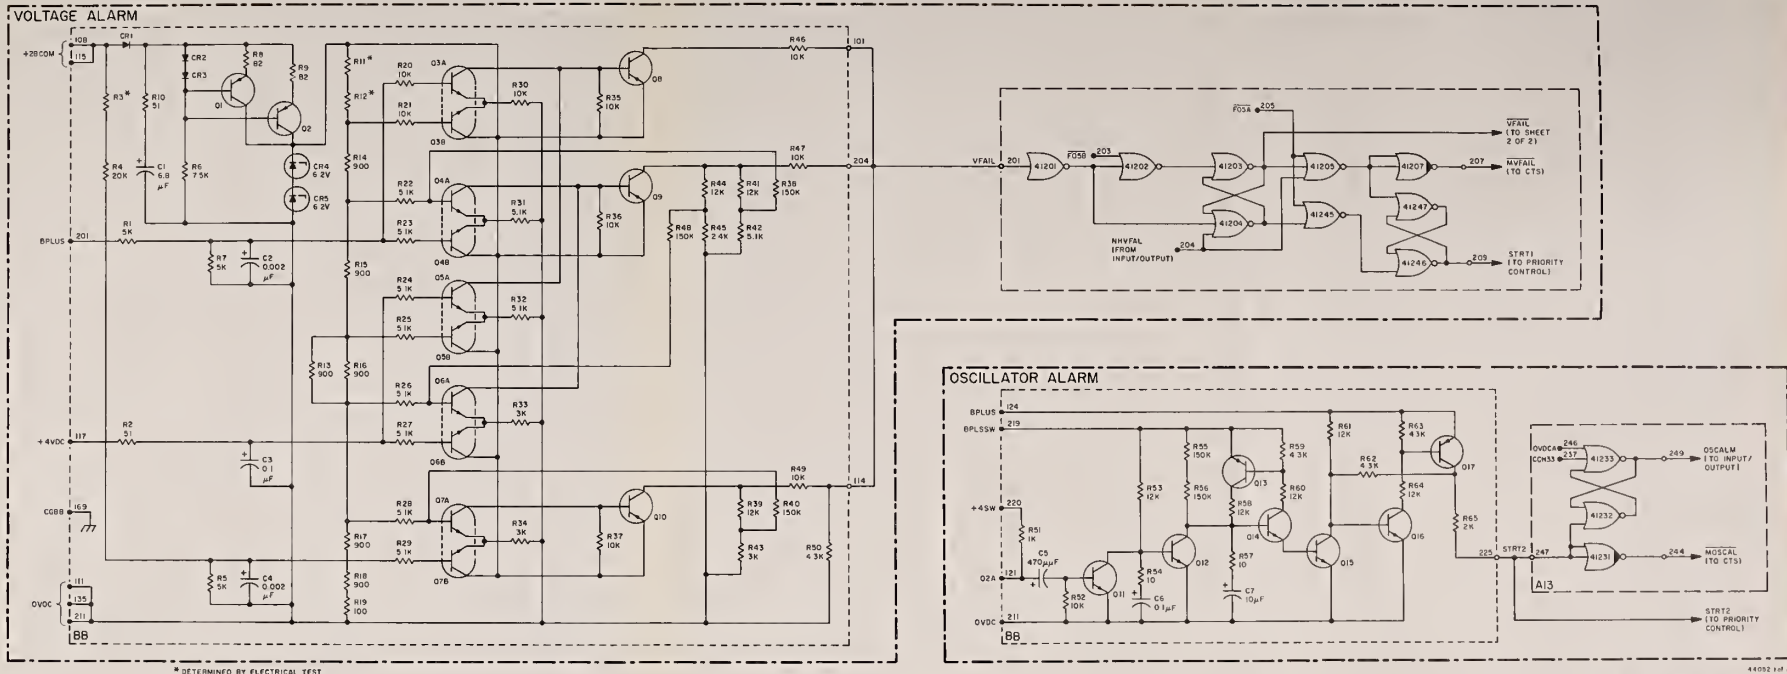 VOLTAGE ALARM
+28COM
108
115
CR1
CR2
CR3
R8
82
R9
82
R3*
R10
51
Q1
Q2
R4
20K
+
C1
6.8
µF
R6
7.5K
CR4
6.2V
CR5
6.2V
BPLUS
201
R1
5K
R7
5K
+
C2
0.002
µF
+4VDC
117
R2
51
+
C3
0.1
µF
CGBB
169
R5
5K
+
C4
0.002
µF
0VDC
111
135
211
BB
R11*
R12*
R14
900
R15
900
R13
900
R16
900
R17
900
R18
900
R19
100
R20
10K
R21
10K
R22
5.1K
R23
5.1K
R24
5.1K
R25
5.1K
R26
5.1K
R27
5.1K
R28
5.1K
R29
5.1K
Q3A
Q3B
Q4A
Q4B
Q5A
Q5B
Q6A
Q6B
Q7A
Q7B
R30
10K
R31
5.1K
R32
5.1K
R33
3K
R34
3K
R35
10K
R36
10K
R37
10K
Q8
Q9
Q10
R46
10K
101
R47
10K
204
R44
12K
R41
12K
R38
150K
R48
150K
R45
2.4K
R42
5.1K
R49
10K
114
R39
12K
R40
150K
R43
3K
R50
4.3K
* DETERMINED BY ELECTRICAL TEST
VFAIL
201
41201
F05B
203
41202
41203
41204
NHVFAL
(FROM
INPUT/OUTPUT)
204
F05A
205
41205
41245
41207
41247
41246
VFAIL
(TO SHEET
2 OF 2)
207
MVFAIL
(TO CTS)
209
STRT1
(TO PRIORITY
CONTROL)
OSCILLATOR ALARM
BPLUS
124
BPLSSW
219
+4SW
220
R51
1K
C5
470µµF
+
Q2A
121
R52
10K
Q11
0VDC
211
BB
R53
12K
R54
10
+
C6
0.1µF
R55
150K
R56
150K
Q12
Q13
R58
12K
R57
10
+
C7
10µF
R59
4.3K
R60
12K
Q14
Q15
R61
12K
R62
4.3K
R63
4.3K
R64
12K
Q16
Q17
R65
2K
225
STRT2
247
0VDCA
246
CCH33
237
41233
41232
41231
A13
249
OSCALM
(TO INPUT/
OUTPUT)
244
MOSCAL
(TO CTS)
STRT2
(TO PRIORITY
CONTROL)